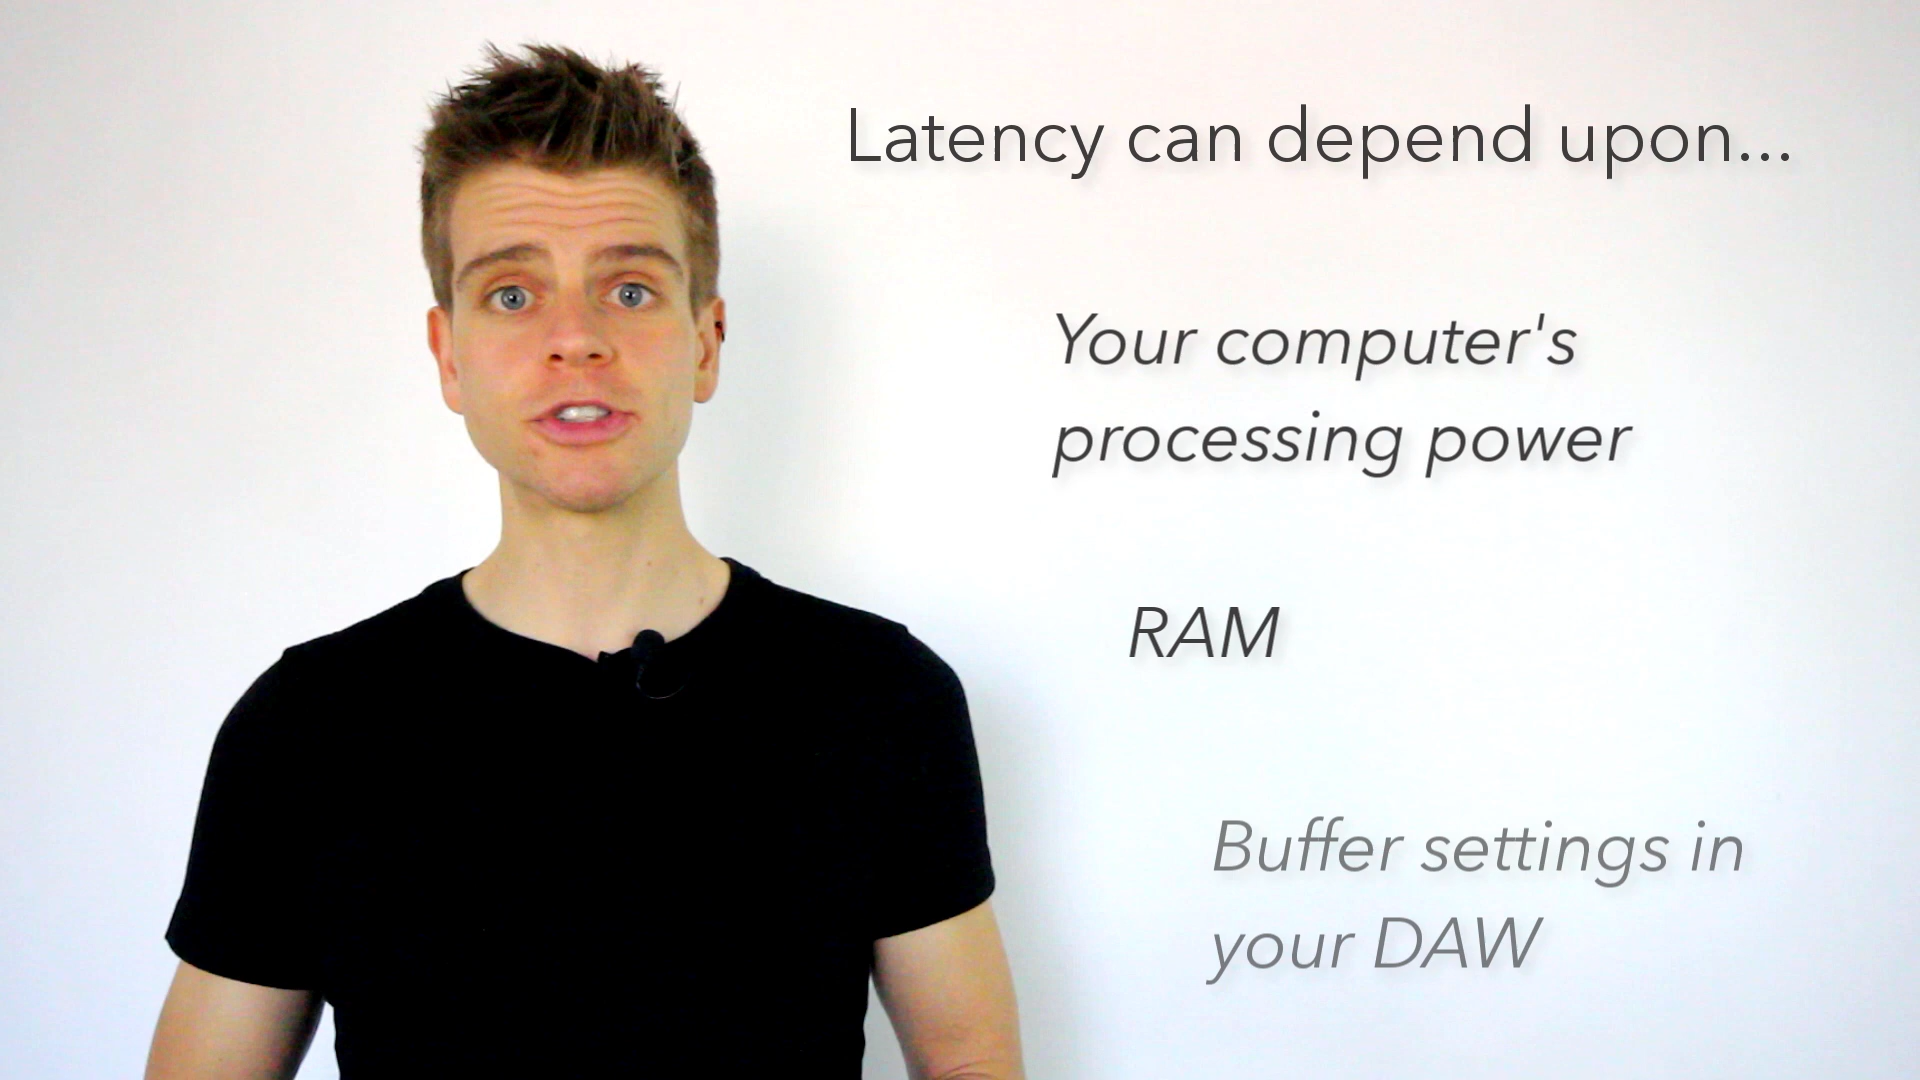 Latency can depend upon...
Your computer's
processing power
RAM
Buffer settings in
your DAW